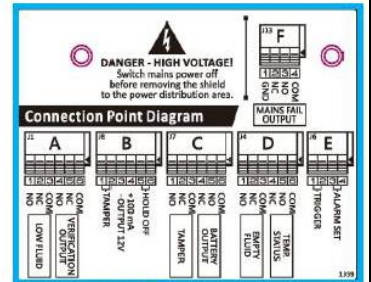 J13
F
DANGER - HIGH VOLTAGE!
Switch mains power off
before removing the shield
to the power distribution area.
1 2 3 4
GND
NC
NO
COM
MAINS FAIL
OUTPUT
Connection Point Diagram
J1
A
J8
B
J7
C
J4
D
J6
E
1 2 3 4 5 6
1 2 3 4 5 6
1 2 3 4 5 6
1 2 3 4 5 6
1 2 3 4
NO
NC
COM
NO
NC
COM
LOW FLUID
VERIFICATION
OUTPUT
TAMPER
+100 mA
- OUTPUT 12V
HOLD OFF
NO
NC
COM
NO
NC
COM
TAMPER
BATTERY
OUTPUT
NO
NC
COM
NO
NC
COM
EMPTY
FLUID
TEMP.
STATUS
TRIGGER
ALARM SET